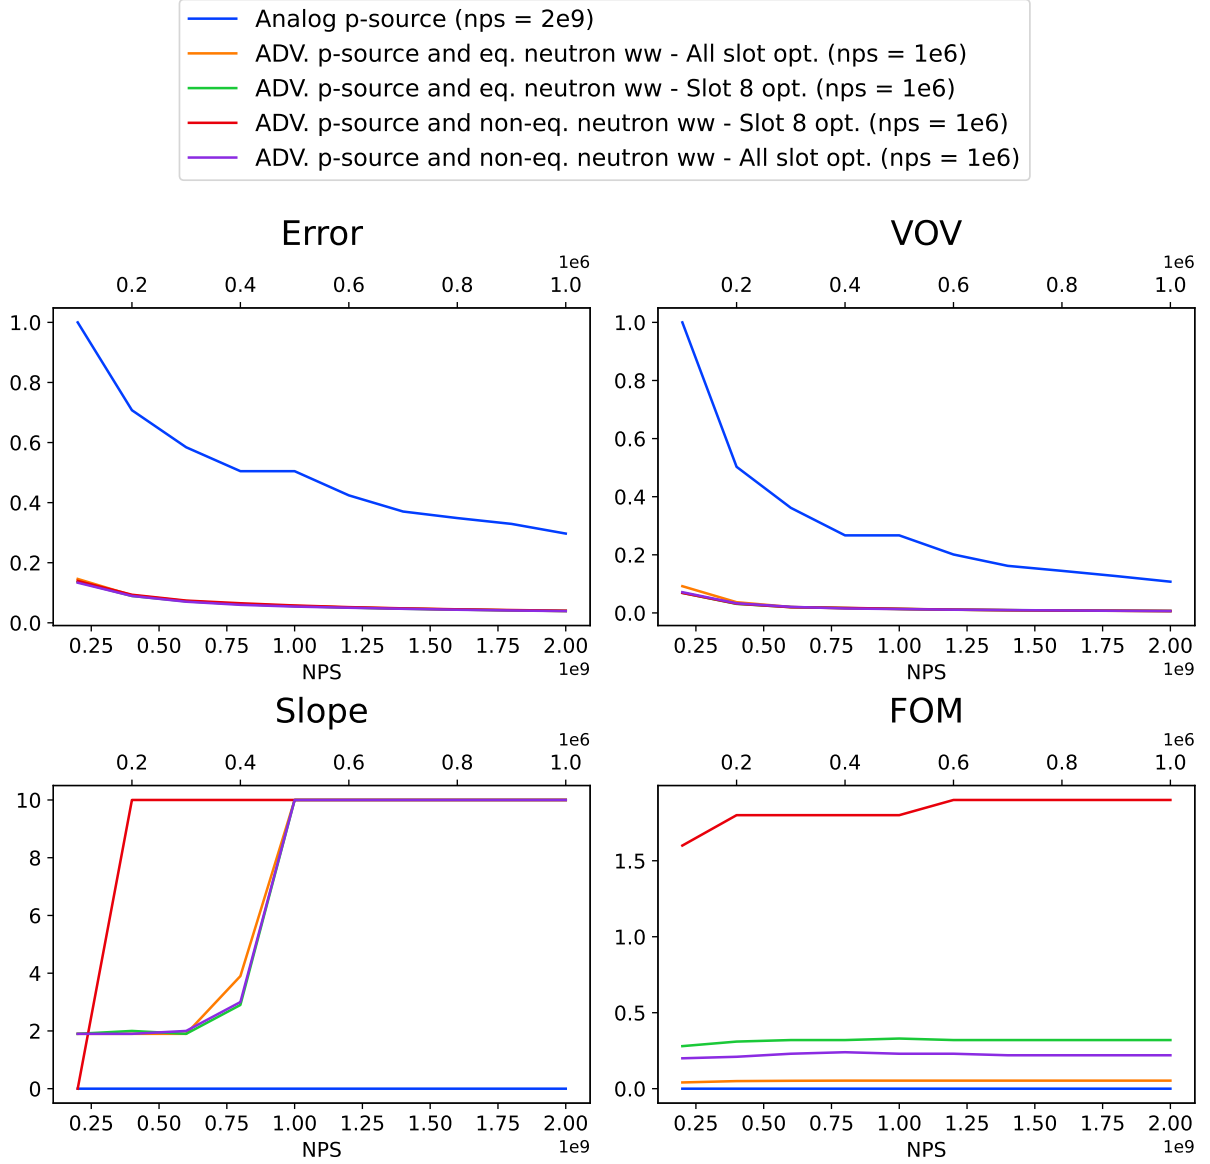 Analog p-source (nps = 2e9)
ADV. p-source and eq. neutron ww - All slot opt. (nps = 1e6)
ADV. p-source and eq. neutron ww - Slot 8 opt. (nps = 1e6)
ADV. p-source and non-eq. neutron ww - Slot 8 opt. (nps = 1e6)
ADV. p-source and non-eq. neutron ww - All slot opt. (nps = 1e6)
Error
1e6
0.2 0.4 0.6 0.8 1.0
1.0
0.8
0.6
0.4
0.2
0.0
0.25 0.50 0.75 1.00 1.25 1.50 1.75 2.00
NPS
1e9
VOV
1e6
0.2 0.4 0.6 0.8 1.0
1.0
0.8
0.6
0.4
0.2
0.0
0.25 0.50 0.75 1.00 1.25 1.50 1.75 2.00
NPS
1e9
Slope
1e6
0.2 0.4 0.6 0.8 1.0
10
8
6
4
2
0
0.25 0.50 0.75 1.00 1.25 1.50 1.75 2.00
NPS
1e9
FOM
1e6
0.2 0.4 0.6 0.8 1.0
1.5
1.0
0.5
0.0
0.25 0.50 0.75 1.00 1.25 1.50 1.75 2.00
NPS
1e9